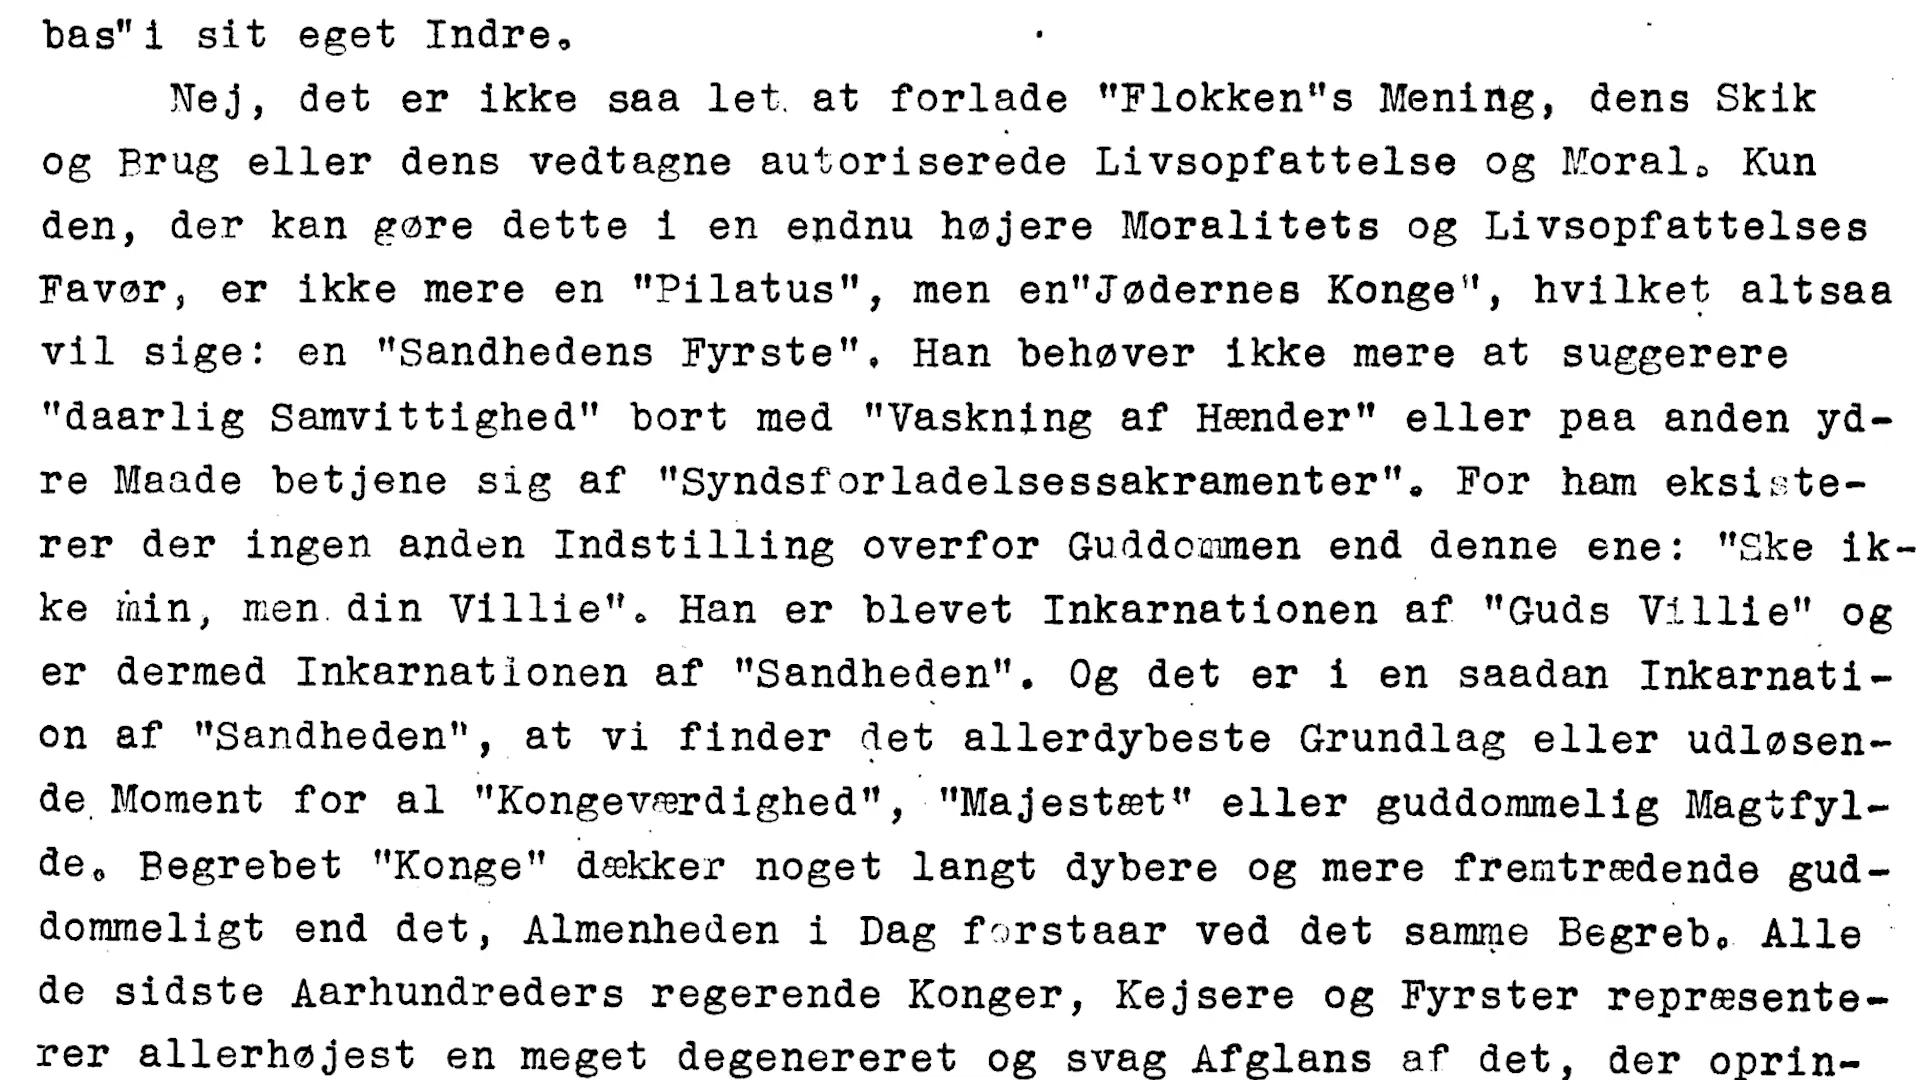 bas"i sit eget Indre.
Nej, det er ikke saa let at forlade "Flokken"s Mening, dens Skik
og Brug eller dens vedtagne autoriserede Livsopfattelse og Moral. Kun
den, der kan gøre dette i en endnu højere Moralitets og Livsopfattelses
Favør, er ikke mere en "Pilatus", men en"Jødernes Konge", hvilket altsaa
vil sige: en "Sandhedens Fyrste". Han behøver ikke mere at suggerere
"daarlig Samvittighed" bort med "Vaskning af Hænder" eller paa anden yd-
re Maade betjene sig af "Syndsforladelsessakramenter". For ham eksiste-
rer der ingen anden Indstilling overfor Guddommen end denne ene: "Ske ik-
ke min, men din Villie". Han er blevet Inkarnationen af "Guds Villie" og
er dermed Inkarnationen af "Sandheden". Og det er i en saadan Inkarnati-
on af "Sandheden", at vi finder det allerdybeste Grundlag eller udløsen-
de Moment for al "Kongeværdighed", "Majestæt" eller guddommelig Magtfyl-
de. Begrebet "Konge" dækker noget langt dybere og mere fremtrædende gud-
dommeligt end det, Almenheden i Dag forstaar ved det samme Begreb. Alle
de sidste Aarhundreders regerende Konger, Kejsere og Fyrster repræsente-
rer allerhøjest en meget degenereret og svag Afglans af det, der oprin-